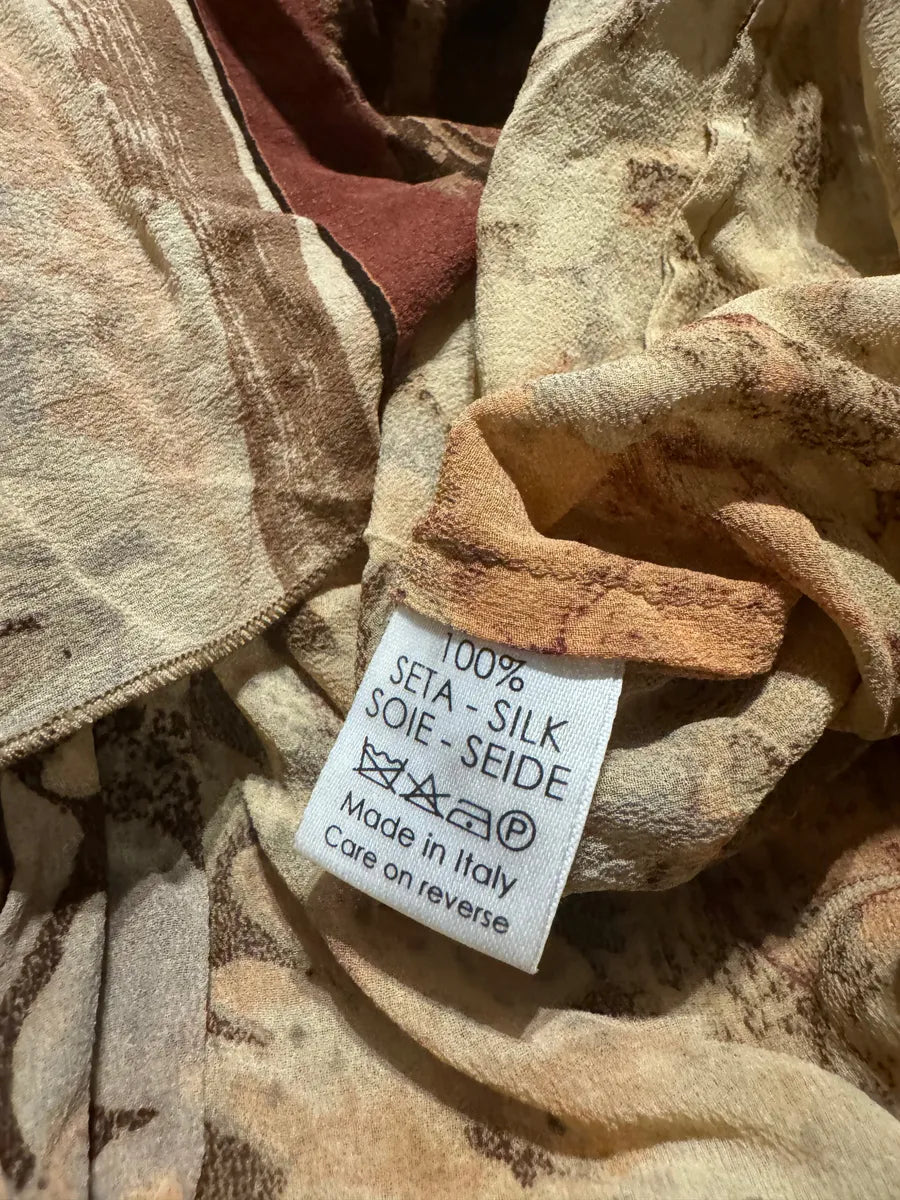 100%
SETA - SILK
SOIE - SEIDE
P
Made in Italy
Care on reverse